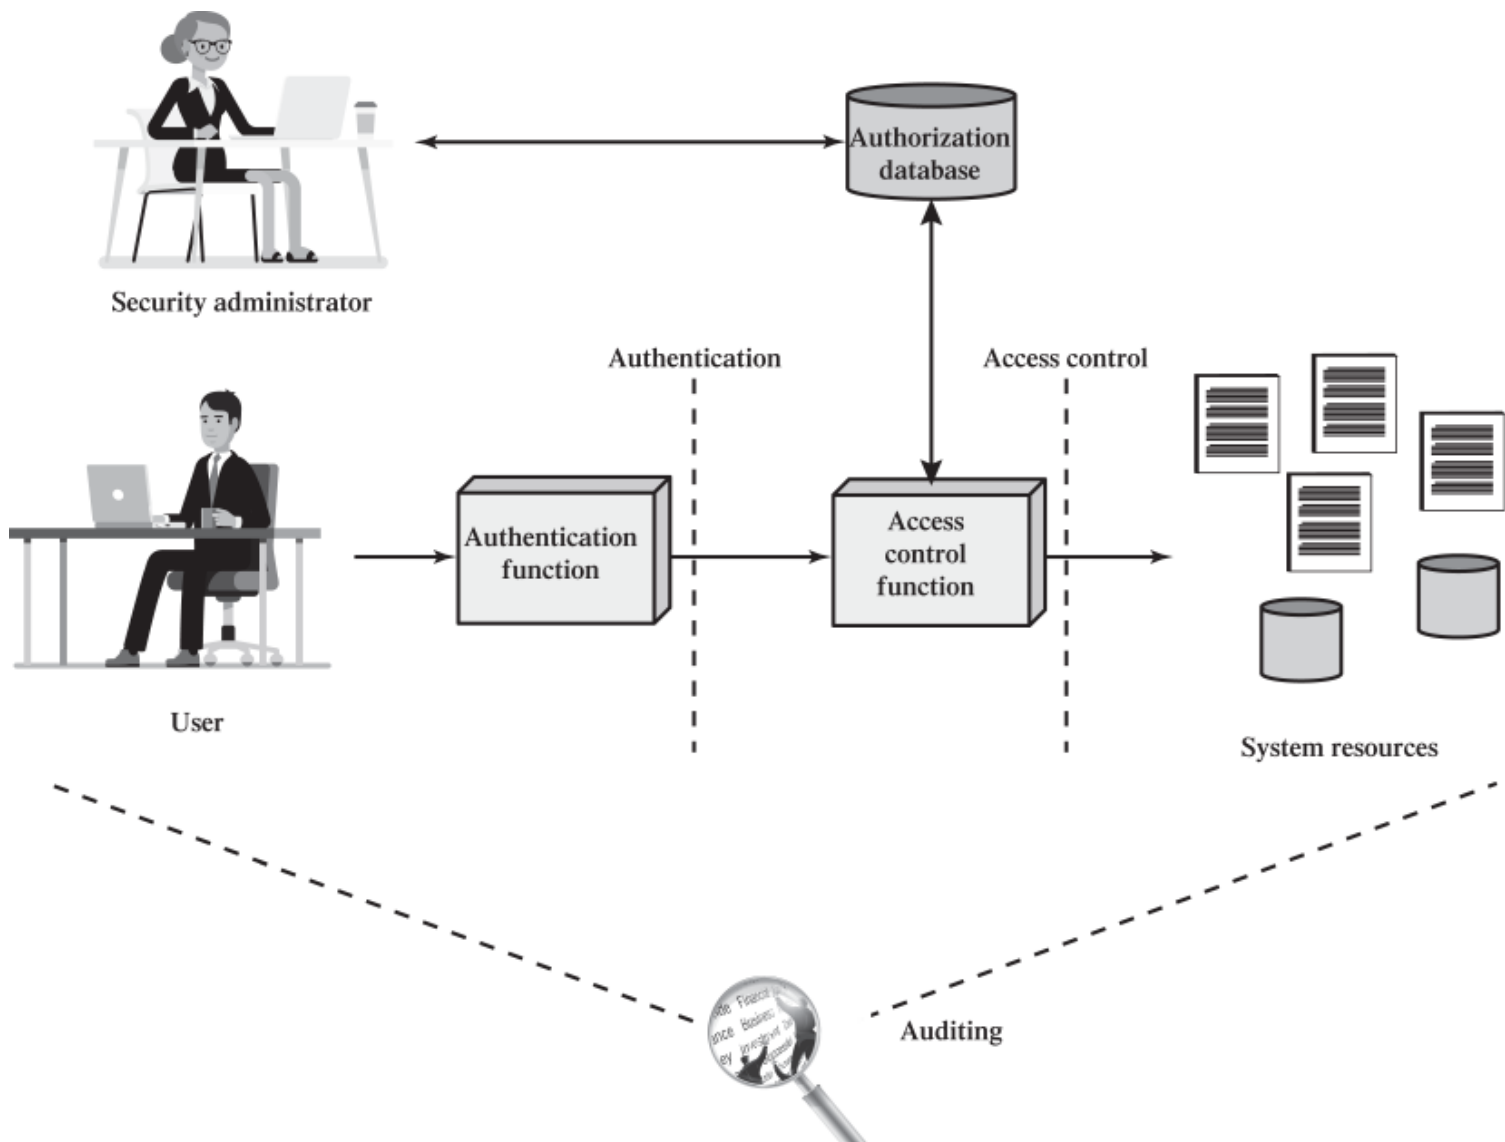 Authorization
database
Security administrator
Authentication
Access control
Authentication
function
Access
control
function
User
System resources
Auditing